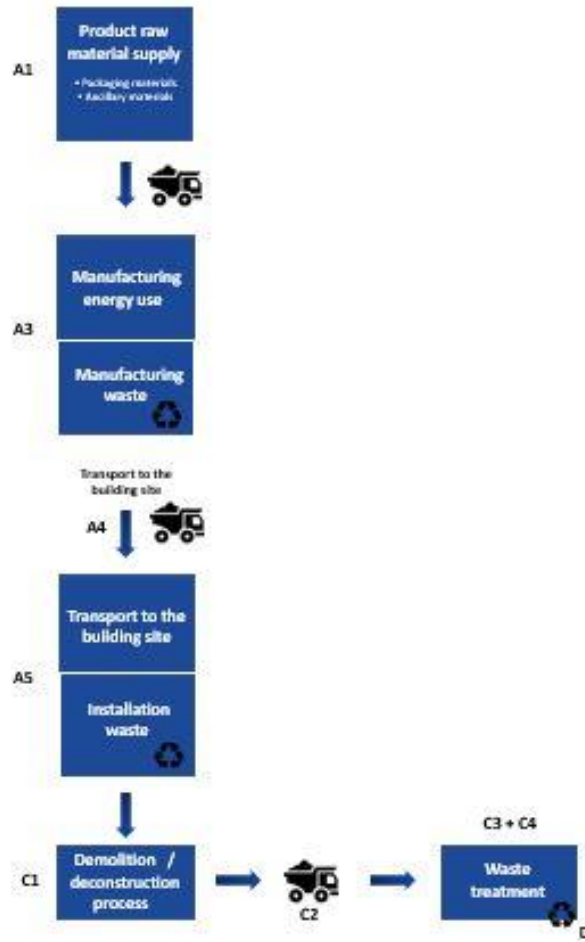 Product raw
material supply
A1
• Packaging materials
• Ancillary materials
Manufacturing
energy use
A3
Manufacturing
waste
Transport to the
building site
A4
Transport to the
building site
A5
Installation
waste
C3 + C4
C1
Demolition /
deconstruction
process
C2
Waste
treatment